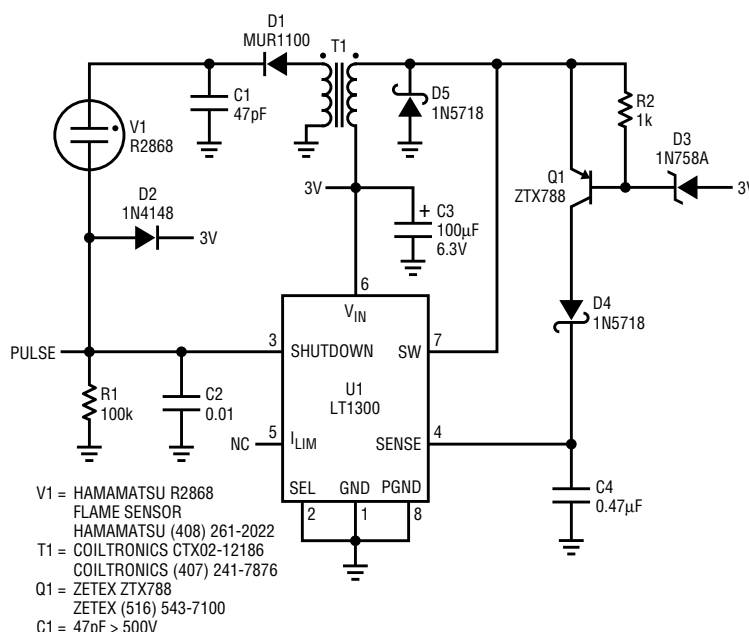 D1
MUR1100
T1
C1
47pF
D5
1N5718
R2
1k
D3
1N758A
3V
Q1
ZTX788
V1
R2868
D2
1N4148
3V
3V
+
C3
100µF
6.3V
D4
1N5718
6
VIN
PULSE
3
SHUTDOWN
SW
7
R1
100k
C2
0.01
U1
LT1300
NC
5
ILIM
SENSE
4
SEL
GND
PGND
2
1
8
C4
0.47µF
V1 = HAMAMATSU R2868
FLAME SENSOR
HAMAMATSU (408) 261-2022
T1 = COILTRONICS CTX02-12186
COILTRONICS (407) 241-7876
Q1 = ZETEX ZTX788
ZETEX (516) 543-7100
C1 = 47pF > 500V